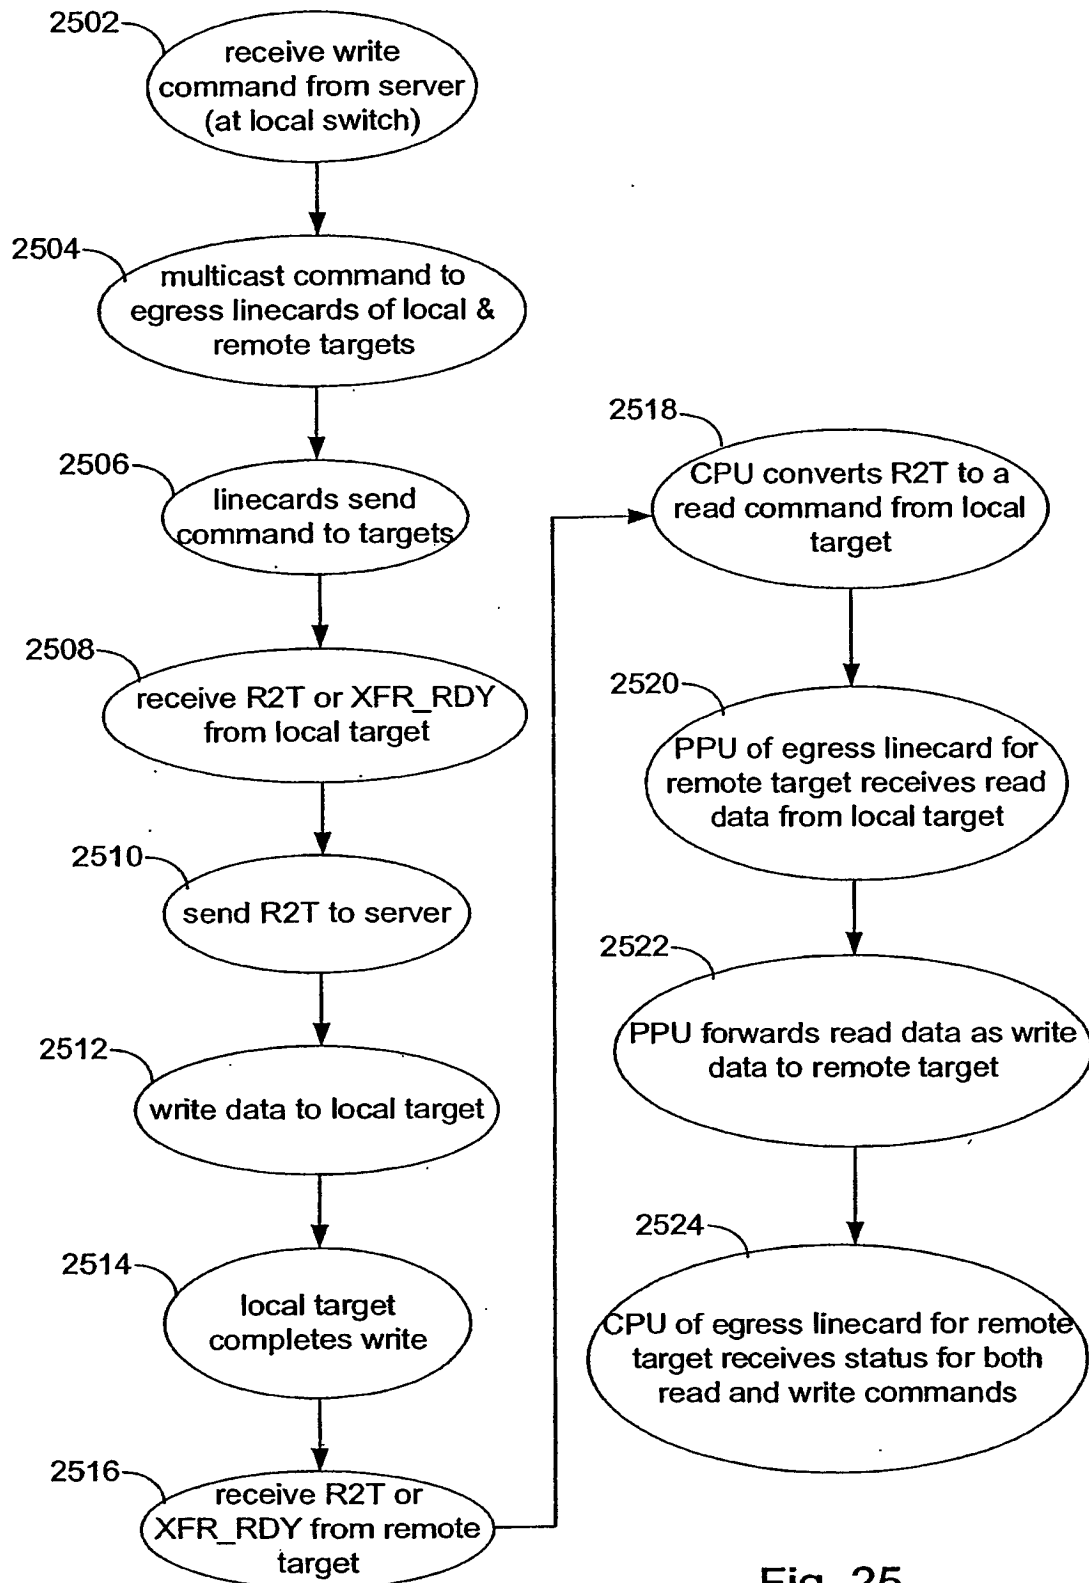 2502
receive write
command from server
(at local switch)
2504
multicast command to
egress linecards of local &
remote targets
2506
linecards send
command to targets
2508
receive R2T or XFR_RDY
from local target
2510
send R2T to server
2512
write data to local target
2514
local target
completes write
2516
receive R2T or
XFR_RDY from remote
target
2518
CPU converts R2T to a
read command from local
target
2520
PPU of egress linecard for
remote target receives read
data from local target
2522
PPU forwards read data as write
data to remote target
2524
CPU of egress linecard for remote
target receives status for both
read and write commands
Fig. 25